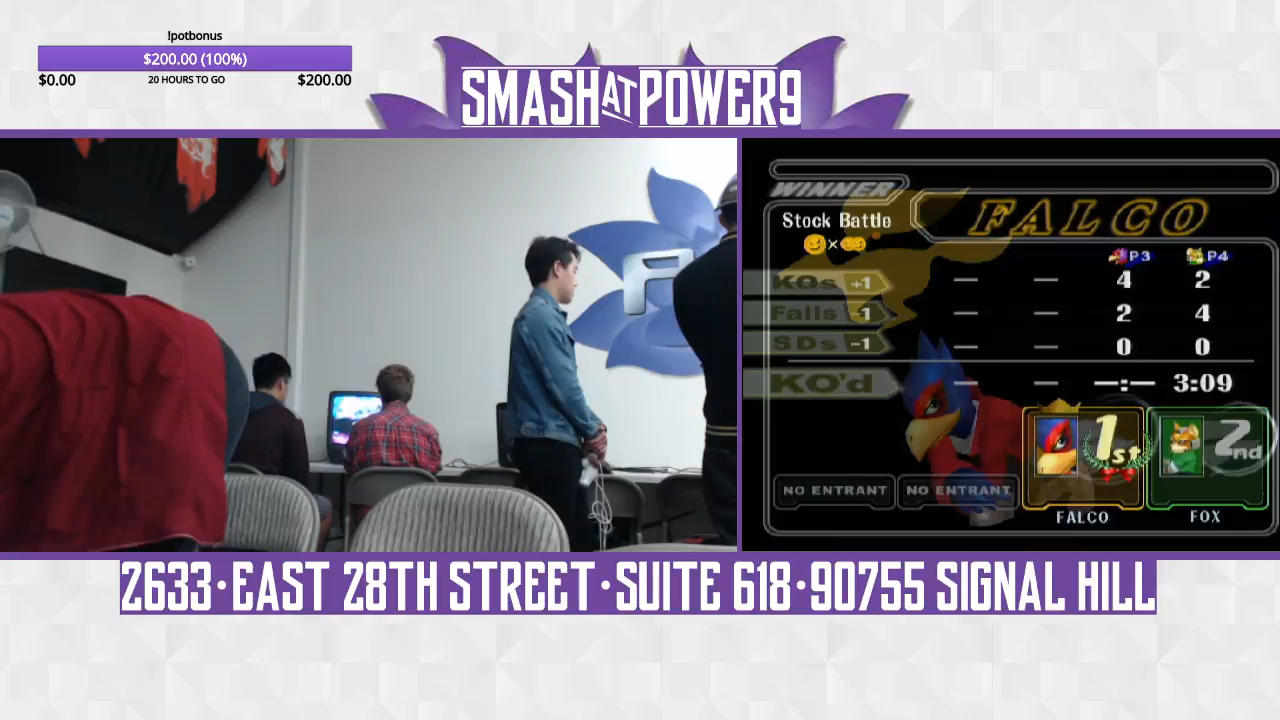 !potbonus
$200.00 (100%)
$0.00 20 HOURS TO GO $200.00
SMASH AT POWER9
WINNER
FALCO
Stock Battle
P3 P4
KOs +1 — — 4 2
Falls -1 — — 2 4
SDs -1 — — 0 0
KO'd — — —:— 3:09
1st 2nd
NO ENTRANT NO ENTRANT
FALCO FOX
2633·EAST 28TH STREET·SUITE 618·90755 SIGNAL HILL